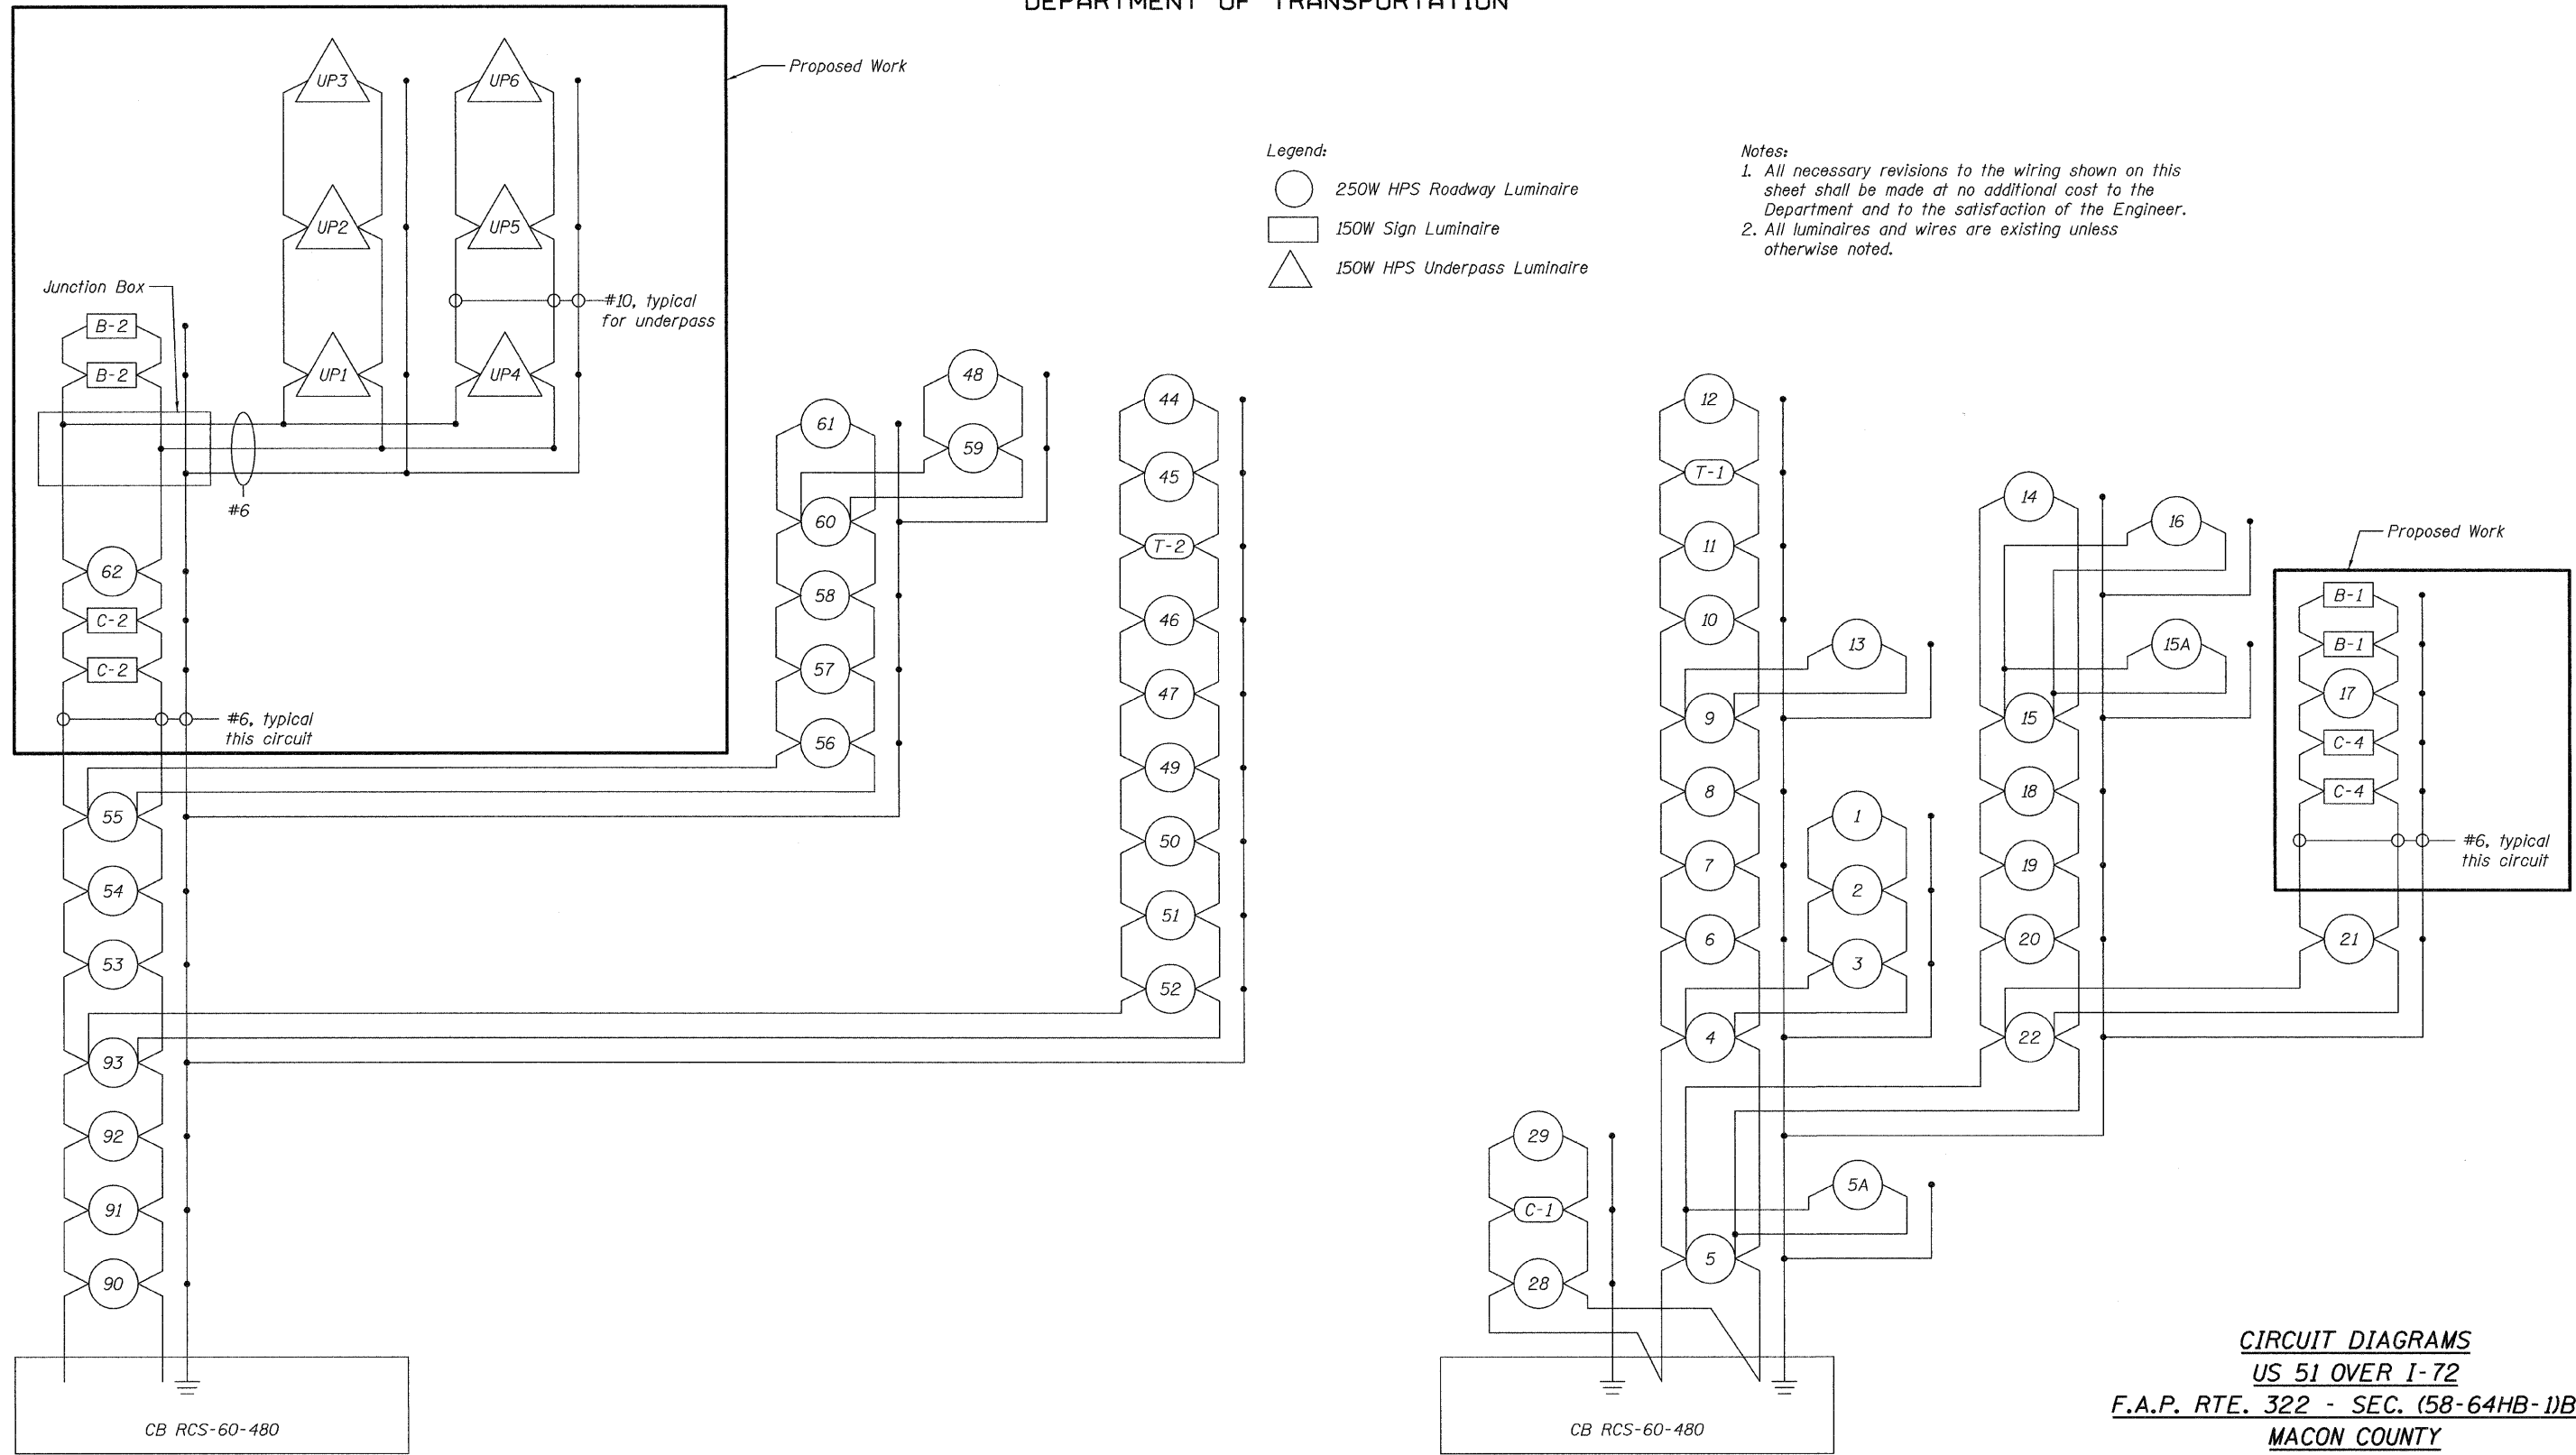 DEPARTMENT OF TRANSPORTATION
Proposed Work
UP3
UP6
UP2
UP5
#10, typical
for underpass
Junction Box
B-2
B-2
UP1
UP4
#6
62
C-2
C-2
#6, typical
this circuit
Legend:
250W HPS Roadway Luminaire
150W Sign Luminaire
150W HPS Underpass Luminaire
Notes:
1. All necessary revisions to the wiring shown on this
sheet shall be made at no additional cost to the
Department and to the satisfaction of the Engineer.
2. All luminaires and wires are existing unless
otherwise noted.
55
54
53
93
92
91
90
CB RCS-60-480
61
60
58
57
56
48
59
44
45
T-2
46
47
49
50
51
52
12
T-1
11
10
9
8
7
6
4
5
13
1
2
3
5A
29
C-1
28
CB RCS-60-480
14
15
18
19
20
22
16
15A
Proposed Work
B-1
B-1
17
C-4
C-4
#6, typical
this circuit
21
CIRCUIT DIAGRAMS
US 51 OVER I-72
F.A.P. RTE. 322 - SEC. (58-64HB-1)B
MACON COUNTY